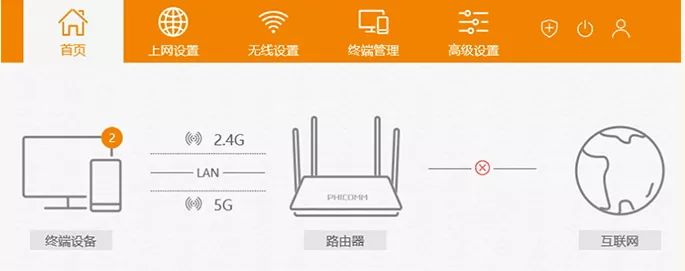 首页
上网设置
无线设置
终端管理
高级设置
2
2.4G
LAN
5G
PHICOMM
终端设备
路由器
互联网